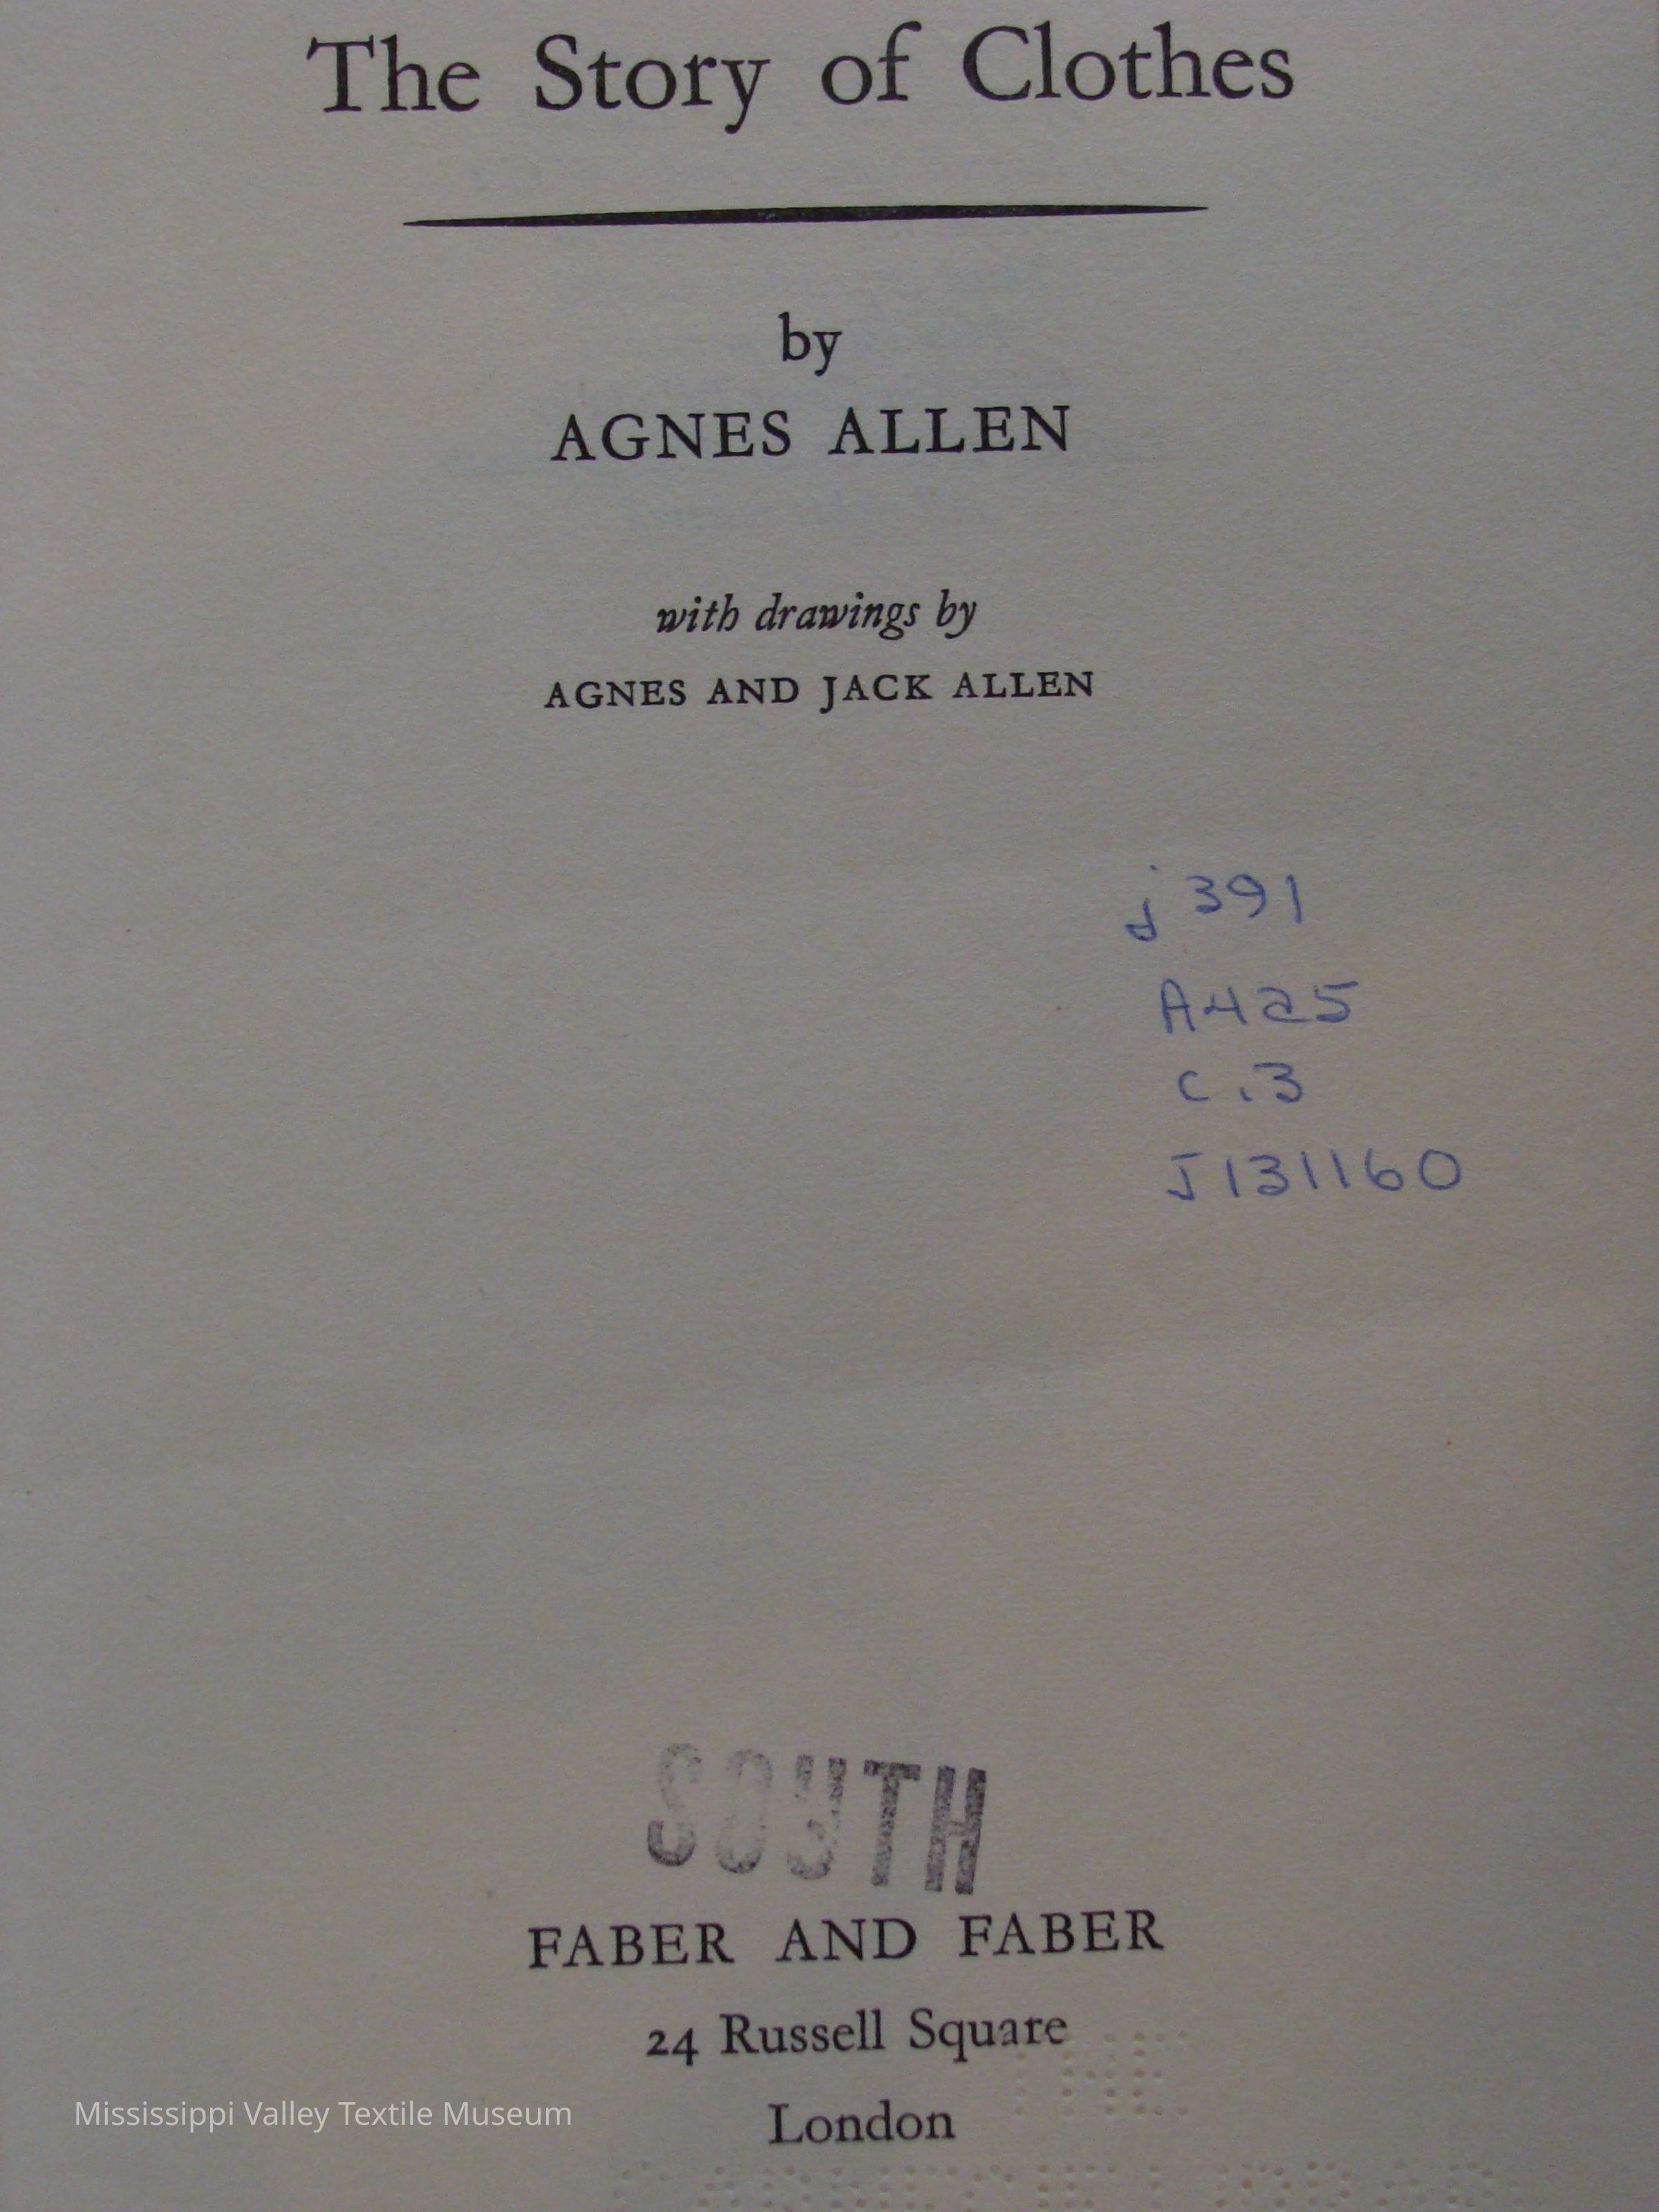 The Story of Clothes
by
AGNES ALLEN
with drawings by
AGNES AND JACK ALLEN
j 391
A425
c.3
J131160
SOUTH
FABER AND FABER
24 Russell Square
THE
London
Mississippi Valley Textile Museum